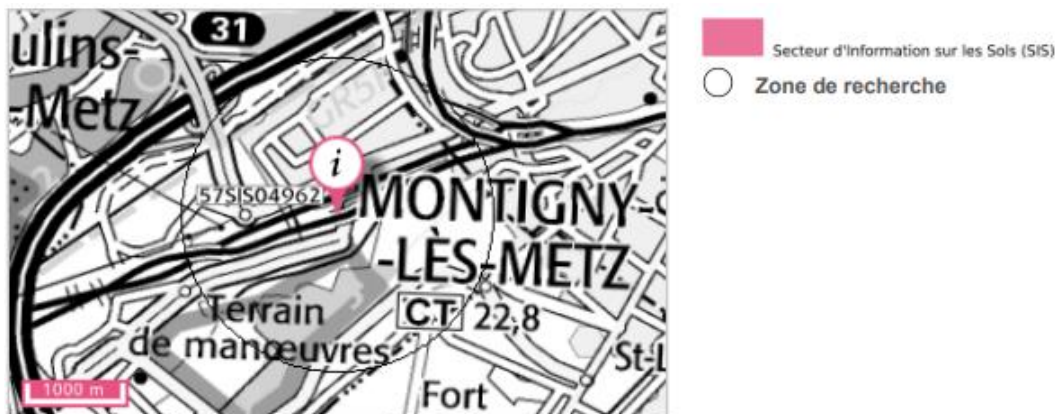 31
ulins-
-Metz
GR5
i
57SIS04962
MONTIGNY-
-LÈS-METZ
CT 22,8
Terrain
de manœuvres
St-L
Fort
1000 m
Secteur d'Information sur les Sols (SIS)
Zone de recherche